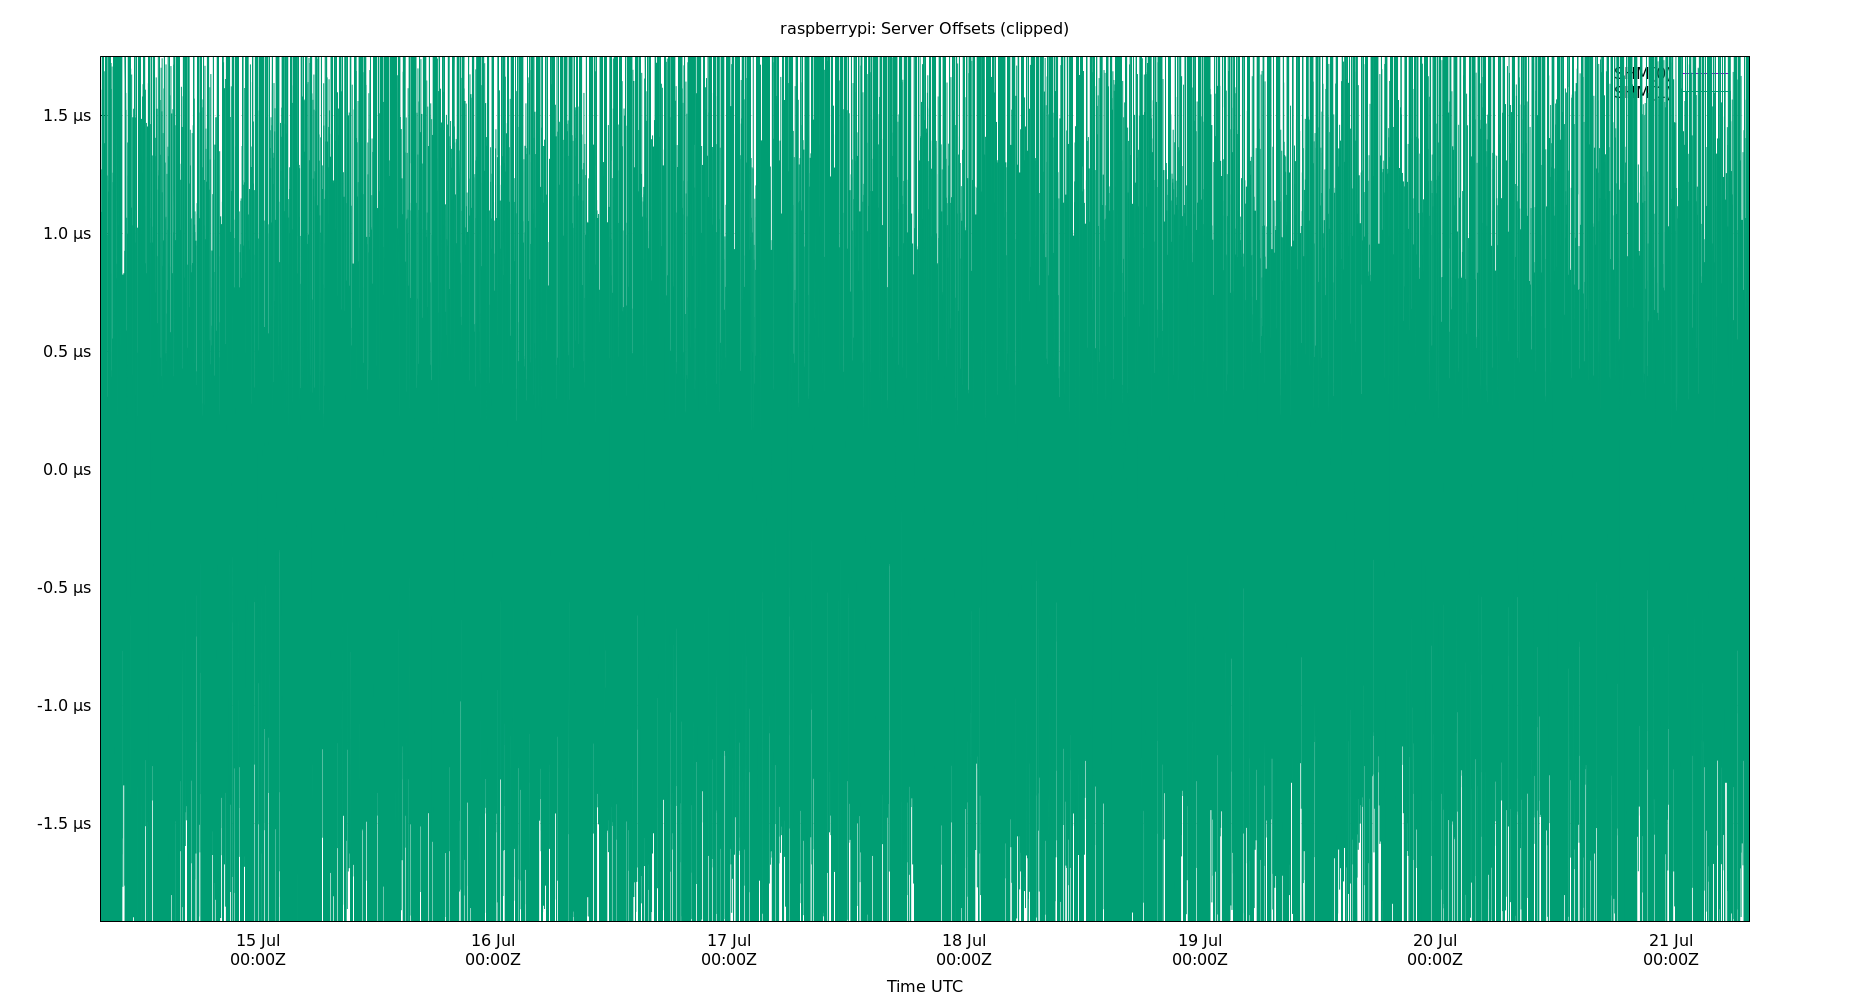 raspberrypi: Server Offsets (clipped)
SHM(0)
1.5 µs
1.0 µs
0.5 µs
0.0 µs
-0.5 µs
-1.0 µs
-1.5 µs
15 Jul 16 Jul 17 Jul 18 Jul 19 Jul 20 Jul 21 Jul
00:00Z 00:00Z 00:00Z 00:00Z 00:00Z 00:00Z 00:00Z
Time UTC